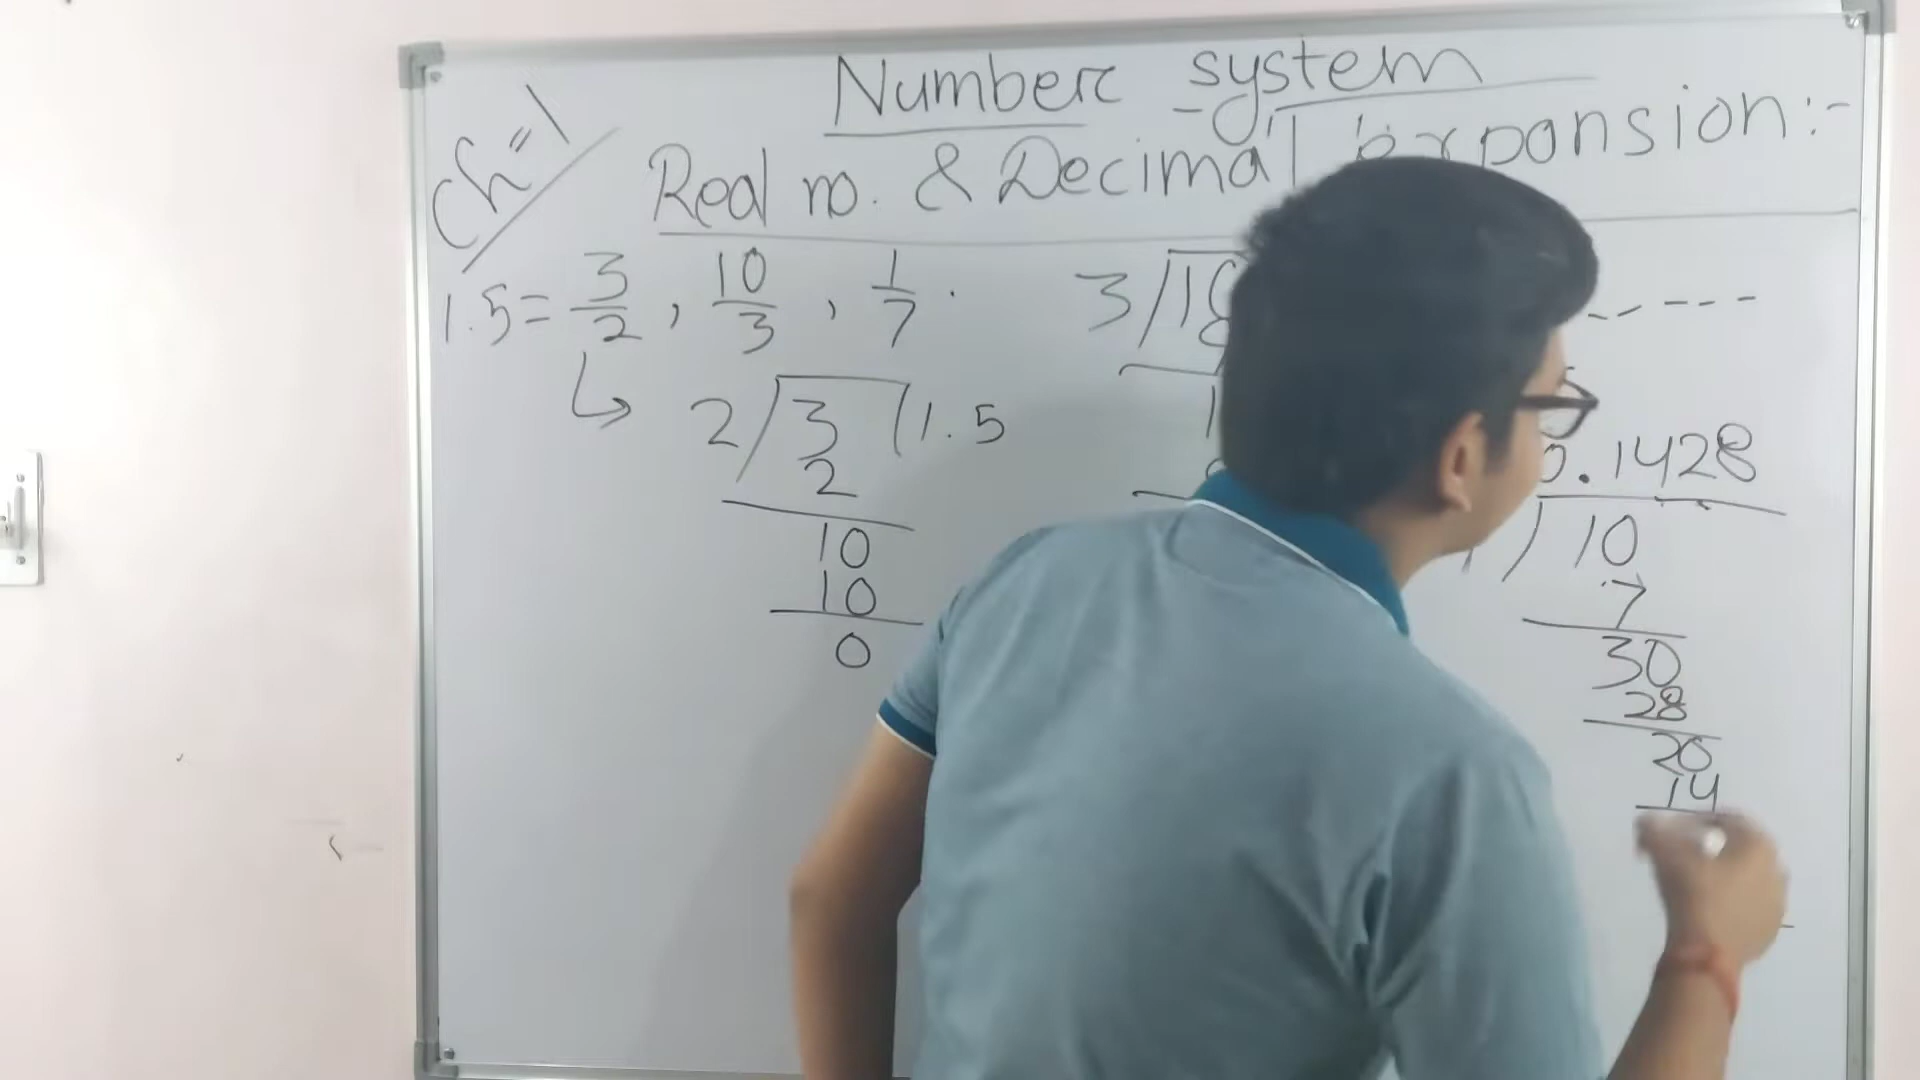 Ch=1
Number system
Real no. & Decimal Expansion:-
1.5 = 3/2, 10/3, 1/7.
2) 3 (1.5
2
10
10
0
3) 10
0.1428
) 10
7
30
28
20
14